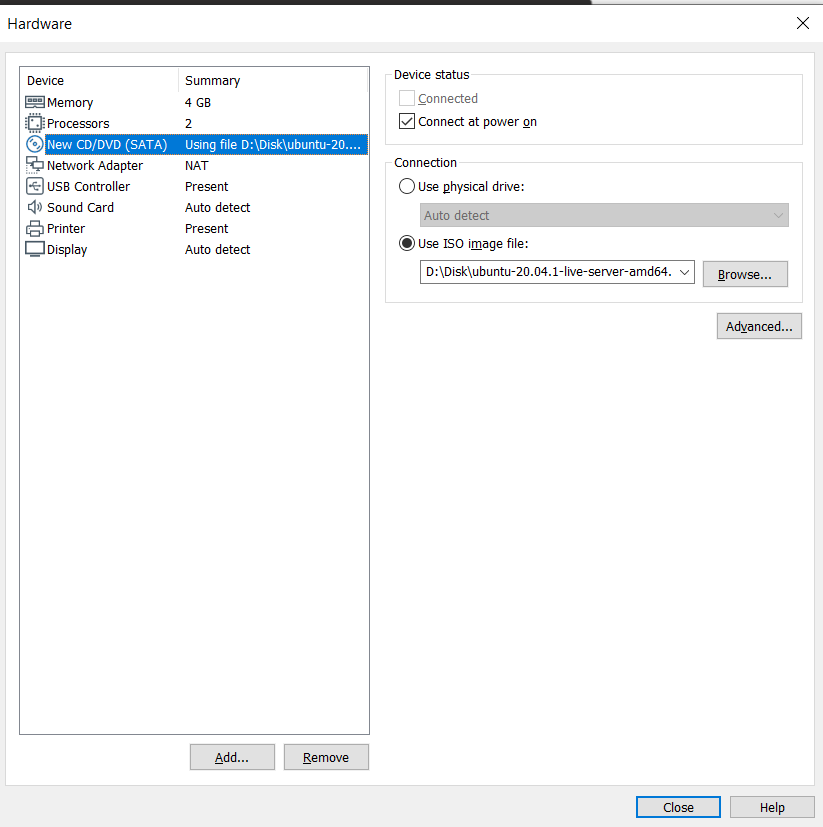 Hardware
Device Summary
Memory 4 GB
Processors 2
New CD/DVD (SATA) Using file D:\Disk\ubuntu-20....
Network Adapter NAT
USB Controller Present
Sound Card Auto detect
Printer Present
Display Auto detect
Add... Remove
Device status
Connected
Connect at power on
Connection
Use physical drive:
Auto detect
Use ISO image file:
D:\Disk\ubuntu-20.04.1-live-server-amd64. Browse...
Advanced...
Close Help